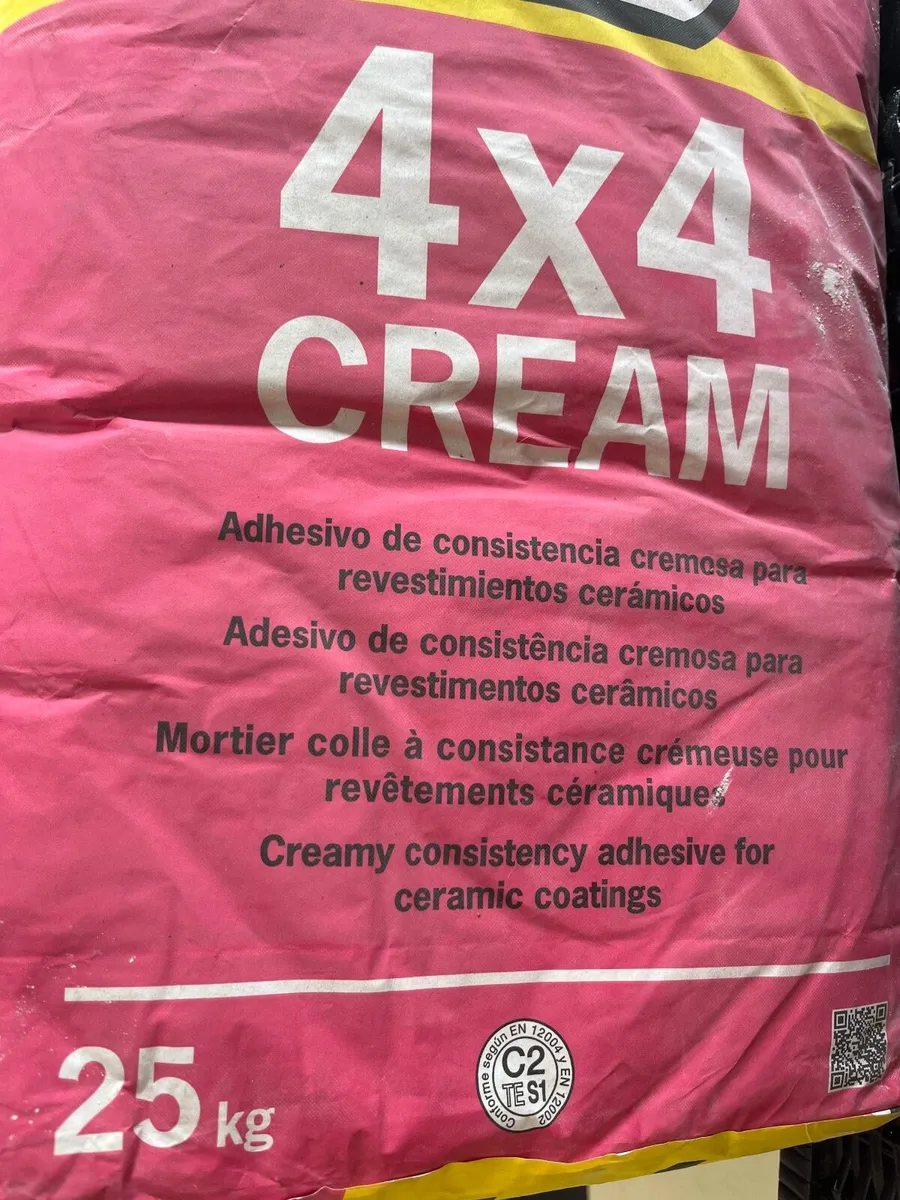 4x4
CREAM
Adhesivo de consistencia cremosa para
revestimientos cerámicos
Adesivo de consistência cremosa para
revestimentos cerâmicos
Mortier colle à consistance crémeuse pour
revêtements céramiques
Creamy consistency adhesive for
ceramic coatings
25 kg
Conforme según EN 12004 y EN 12002
C2
TE S1